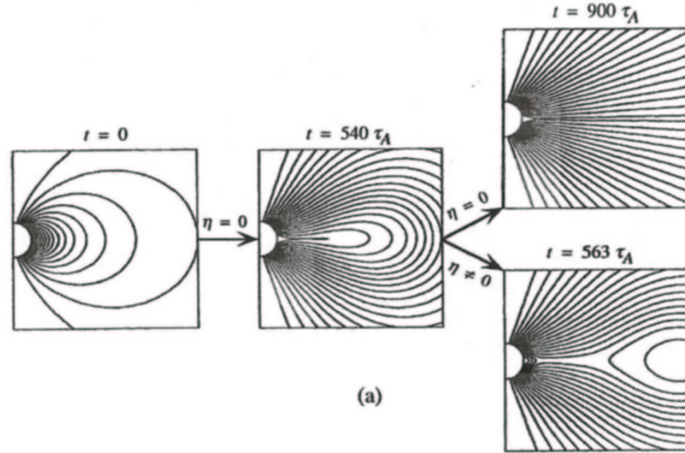 t = 900 τA
t = 0
t = 540 τA
η = 0
η = 0
η ≠ 0
t = 563 τA
(a)